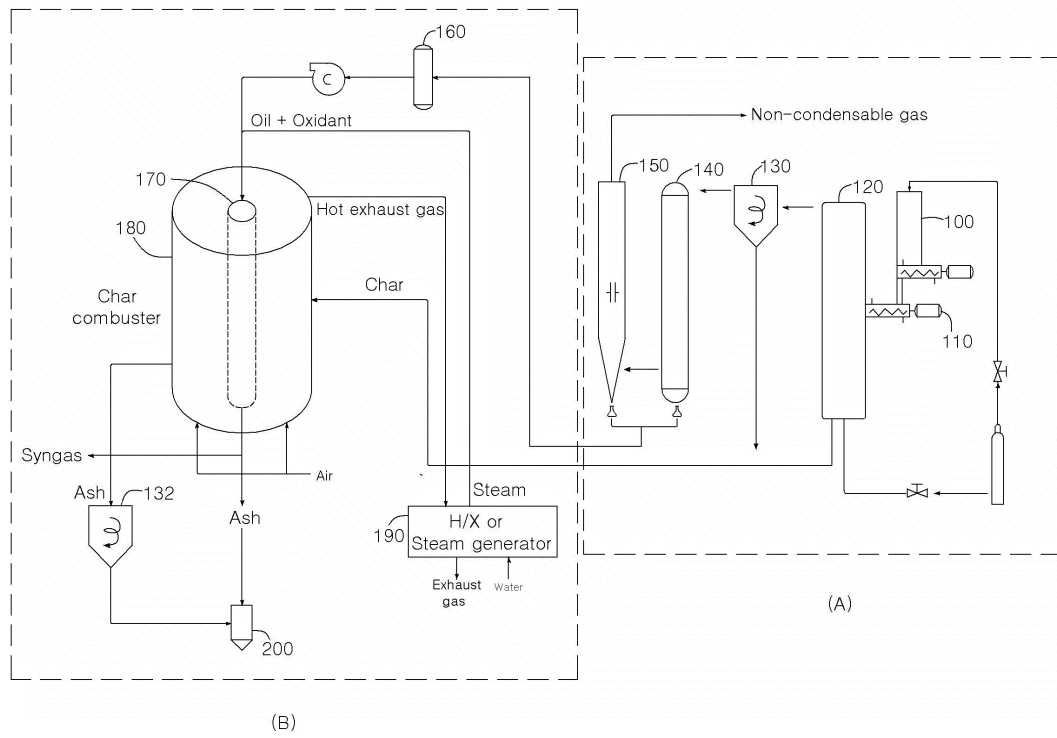 160
C
Oil + Oxidant
Non-condensable gas
170
150
140
130
120
100
Hot exhaust gas
180
Char
Char
combuster
110
Syngas
Air
Ash
132
Steam
Ash
190
H/X or
Steam generator
Exhaust
gas
Water
200
(A)
(B)